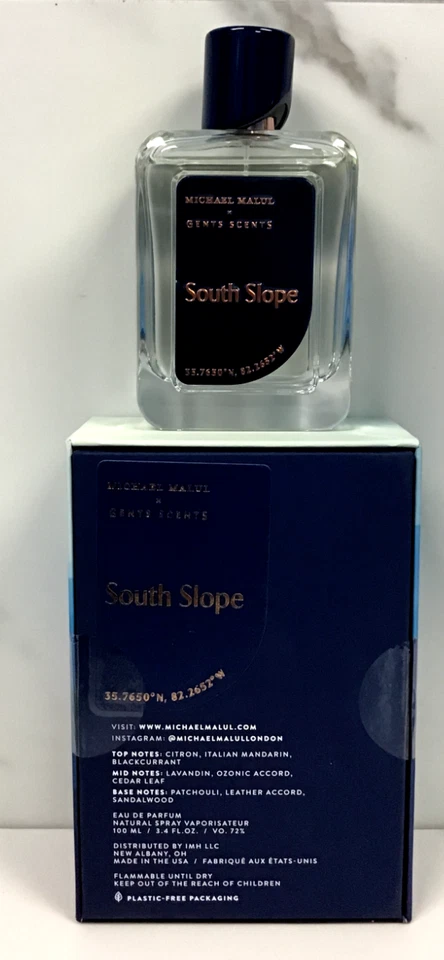 MICHAEL MALUL
×
GENTS SCENTS
South Slope
35.7650°N, 82.2652°W
MICHAEL MALUL
×
GENTS SCENTS
South Slope
35.7650°N, 82.2652°W
VISIT: WWW.MICHAELMALUL.COM
INSTAGRAM: @MICHAELMALULLONDON
TOP NOTES: CITRON, ITALIAN MANDARIN,
BLACKCURRANT
MID NOTES: LAVANDIN, OZONIC ACCORD,
CEDAR LEAF
BASE NOTES: PATCHOULI, LEATHER ACCORD,
SANDALWOOD
EAU DE PARFUM
NATURAL SPRAY VAPORISATEUR
100 ML / 3.4 FL.OZ. / VO. 72%
DISTRIBUTED BY IMH LLC
NEW ALBANY, OH
MADE IN THE USA / FABRIQUÉ AUX ÉTATS-UNIS
FLAMMABLE UNTIL DRY
KEEP OUT OF THE REACH OF CHILDREN
PLASTIC-FREE PACKAGING